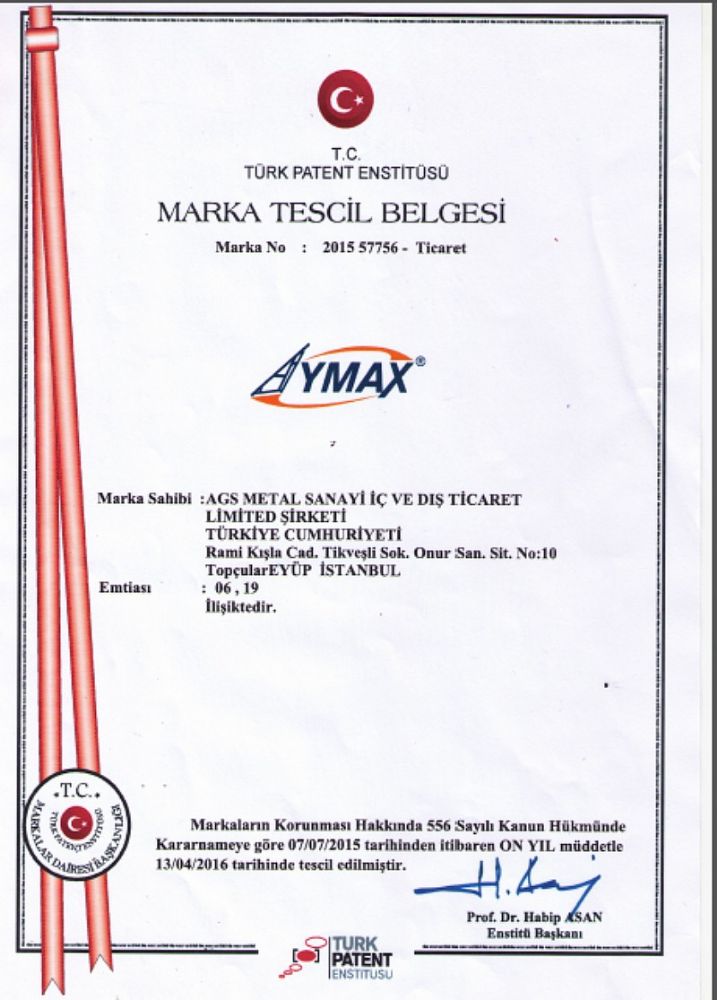 T.C.
TÜRK PATENT ENSTİTÜSÜ
MARKA TESCİL BELGESİ
Marka No : 2015 57756 - Ticaret
AYMAX®
Marka Sahibi :AGS METAL SANAYİ İÇ VE DIŞ TİCARET
LİMİTED ŞİRKETİ
TÜRKİYE CUMHURİYETİ
Rami Kışla Cad. Tikveşli Sok. Onur San. Sit. No:10
TopçularEYÜP İSTANBUL
Emtiası : 06 , 19
İlişiktedir.
.T.C.
MARKALAR DAİRESİ BAŞKANLIĞI
TÜRK PATENT ENSTİTÜSÜ
Markaların Korunması Hakkında 556 Sayılı Kanun Hükmünde
Kararnameye göre 07/07/2015 tarihinden itibaren ON YIL müddetle
13/04/2016 tarihinde tescil edilmiştir.
Prof. Dr. Habip ASAN
Enstitü Başkanı
TURK
PATENT
ENSTITUSU